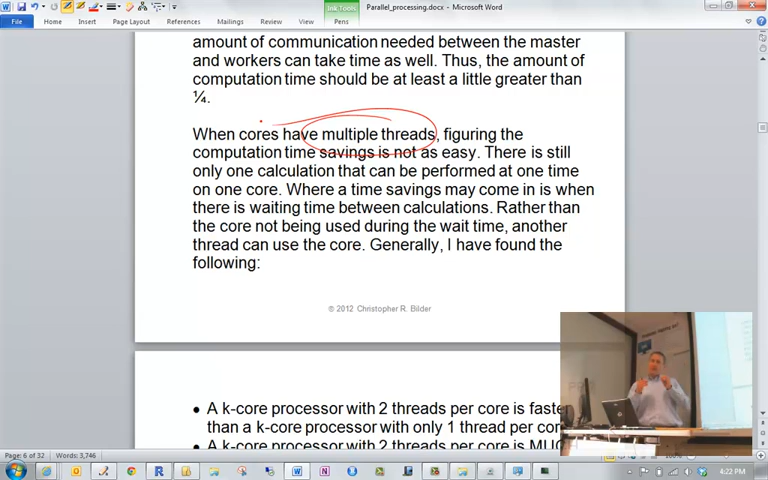 Ink Tools
Parallel_processing.docx - Microsoft Word
File Home Insert Page Layout References Mailings Review View Developer Add-Ins Pens
amount of communication needed between the master
and workers can take time as well. Thus, the amount of
computation time should be at least a little greater than
¼.
When cores have multiple threads, figuring the
computation time savings is not as easy. There is still
only one calculation that can be performed at one time
on one core. Where a time savings may come in is when
there is waiting time between calculations. Rather than
the core not being used during the wait time, another
thread can use the core. Generally, I have found the
following:
© 2012 Christopher R. Bilder
• A k-core processor with 2 threads per core is faste
than a k-core processor with only 1 thread per cor
• A k-core processor with 2 threads per core is MUC
Page: 6 of 32 Words: 3,746
4:22 PM